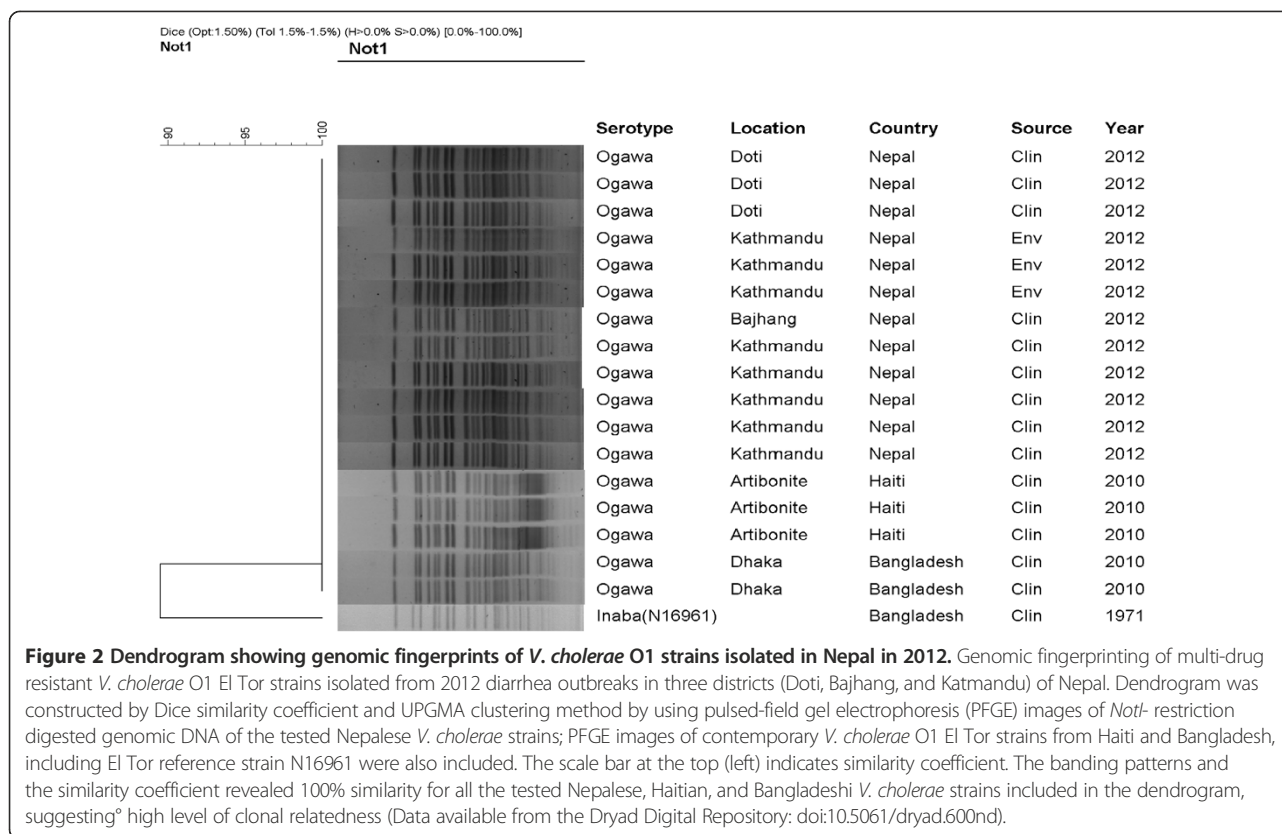 Dice (Opt:1.50%) (Tol 1.5%-1.5%) (H>0.0% S>0.0%) [0.0%-100.0%]
Not1 Not1
90 95 100
Serotype Location Country Source Year
Ogawa Doti Nepal Clin 2012
Ogawa Doti Nepal Clin 2012
Ogawa Doti Nepal Clin 2012
Ogawa Kathmandu Nepal Env 2012
Ogawa Kathmandu Nepal Env 2012
Ogawa Kathmandu Nepal Env 2012
Ogawa Bajhang Nepal Clin 2012
Ogawa Kathmandu Nepal Clin 2012
Ogawa Kathmandu Nepal Clin 2012
Ogawa Kathmandu Nepal Clin 2012
Ogawa Kathmandu Nepal Clin 2012
Ogawa Kathmandu Nepal Clin 2012
Ogawa Artibonite Haiti Clin 2010
Ogawa Artibonite Haiti Clin 2010
Ogawa Artibonite Haiti Clin 2010
Ogawa Dhaka Bangladesh Clin 2010
Ogawa Dhaka Bangladesh Clin 2010
Inaba(N16961) Bangladesh Clin 1971
Figure 2 Dendrogram showing genomic fingerprints of V. cholerae O1 strains isolated in Nepal in 2012. Genomic fingerprinting of multi-drug
resistant V. cholerae O1 El Tor strains isolated from 2012 diarrhea outbreaks in three districts (Doti, Bajhang, and Katmandu) of Nepal. Dendrogram was
constructed by Dice similarity coefficient and UPGMA clustering method by using pulsed-field gel electrophoresis (PFGE) images of NotI- restriction
digested genomic DNA of the tested Nepalese V. cholerae strains; PFGE images of contemporary V. cholerae O1 El Tor strains from Haiti and Bangladesh,
including El Tor reference strain N16961 were also included. The scale bar at the top (left) indicates similarity coefficient. The banding patterns and
the similarity coefficient revealed 100% similarity for all the tested Nepalese, Haitian, and Bangladeshi V. cholerae strains included in the dendrogram,
suggesting° high level of clonal relatedness (Data available from the Dryad Digital Repository: doi:10.5061/dryad.600nd).